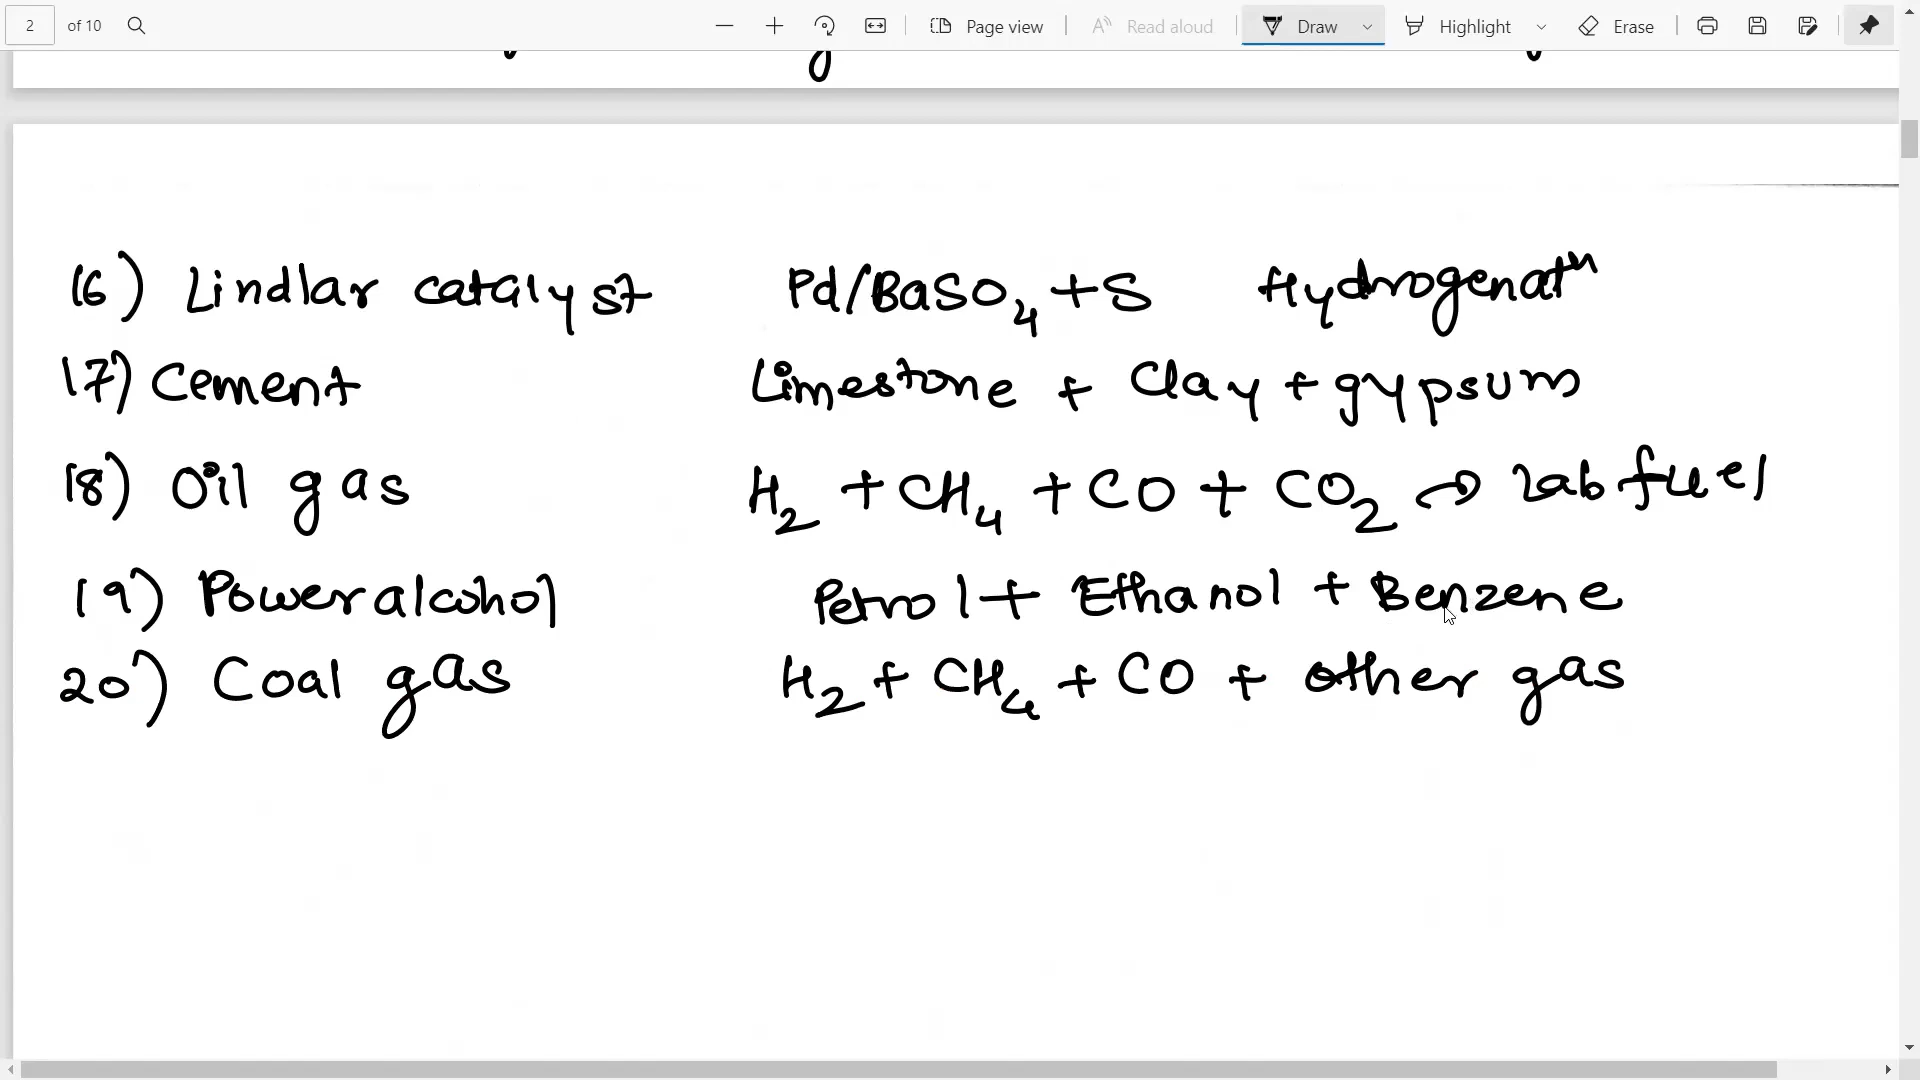 2 of 10 Page view Read aloud Draw Highlight Erase
16) Lindlar catalyst Pd/BaSO₄ + S Hydrogenatⁿ
17) Cement Limestone + Clay + gypsum
18) Oil gas H₂ + CH₄ + CO + CO₂ → Lab fuel
19) Power alcohol Petrol + Ethanol + Benzene
20) Coal gas H₂ + CH₄ + CO + other gas